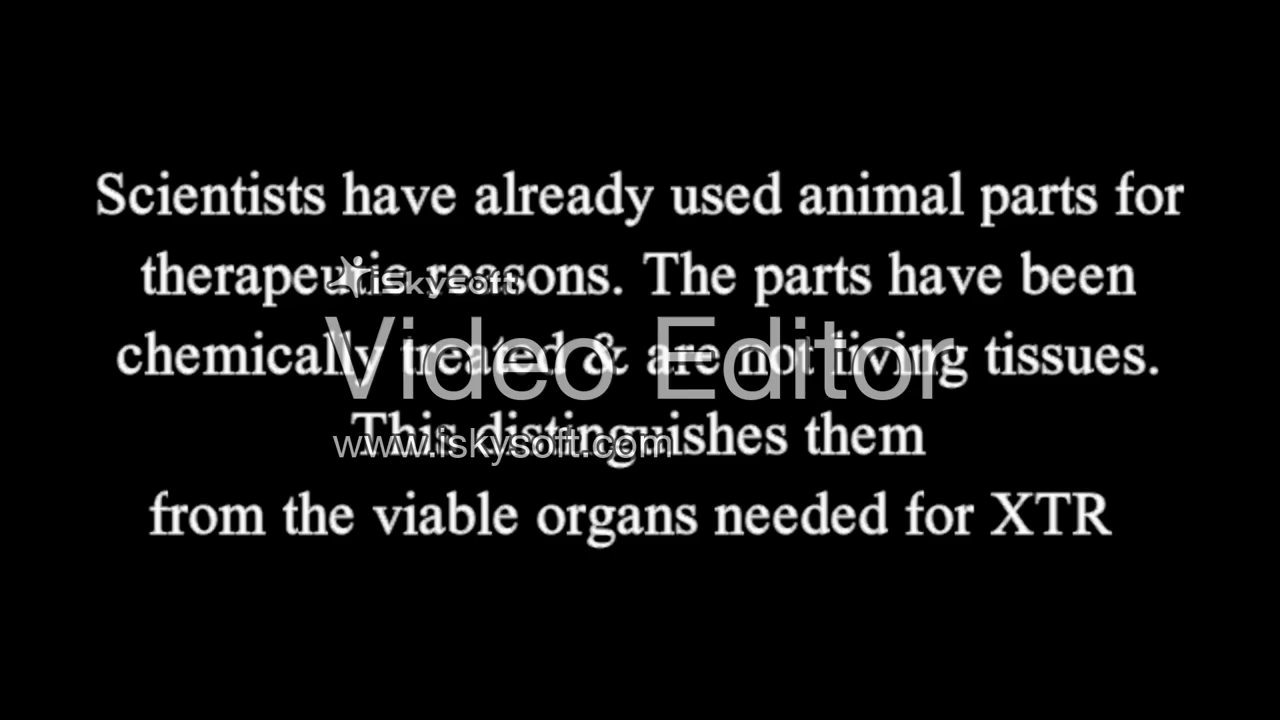 Scientists have already used animal parts for
therapeutic reasons. The parts have been
iskysoft
chemically treated & are not living tissues.
Video Editor
This distinguishes them
www.iskysoft.com
from the viable organs needed for XTR